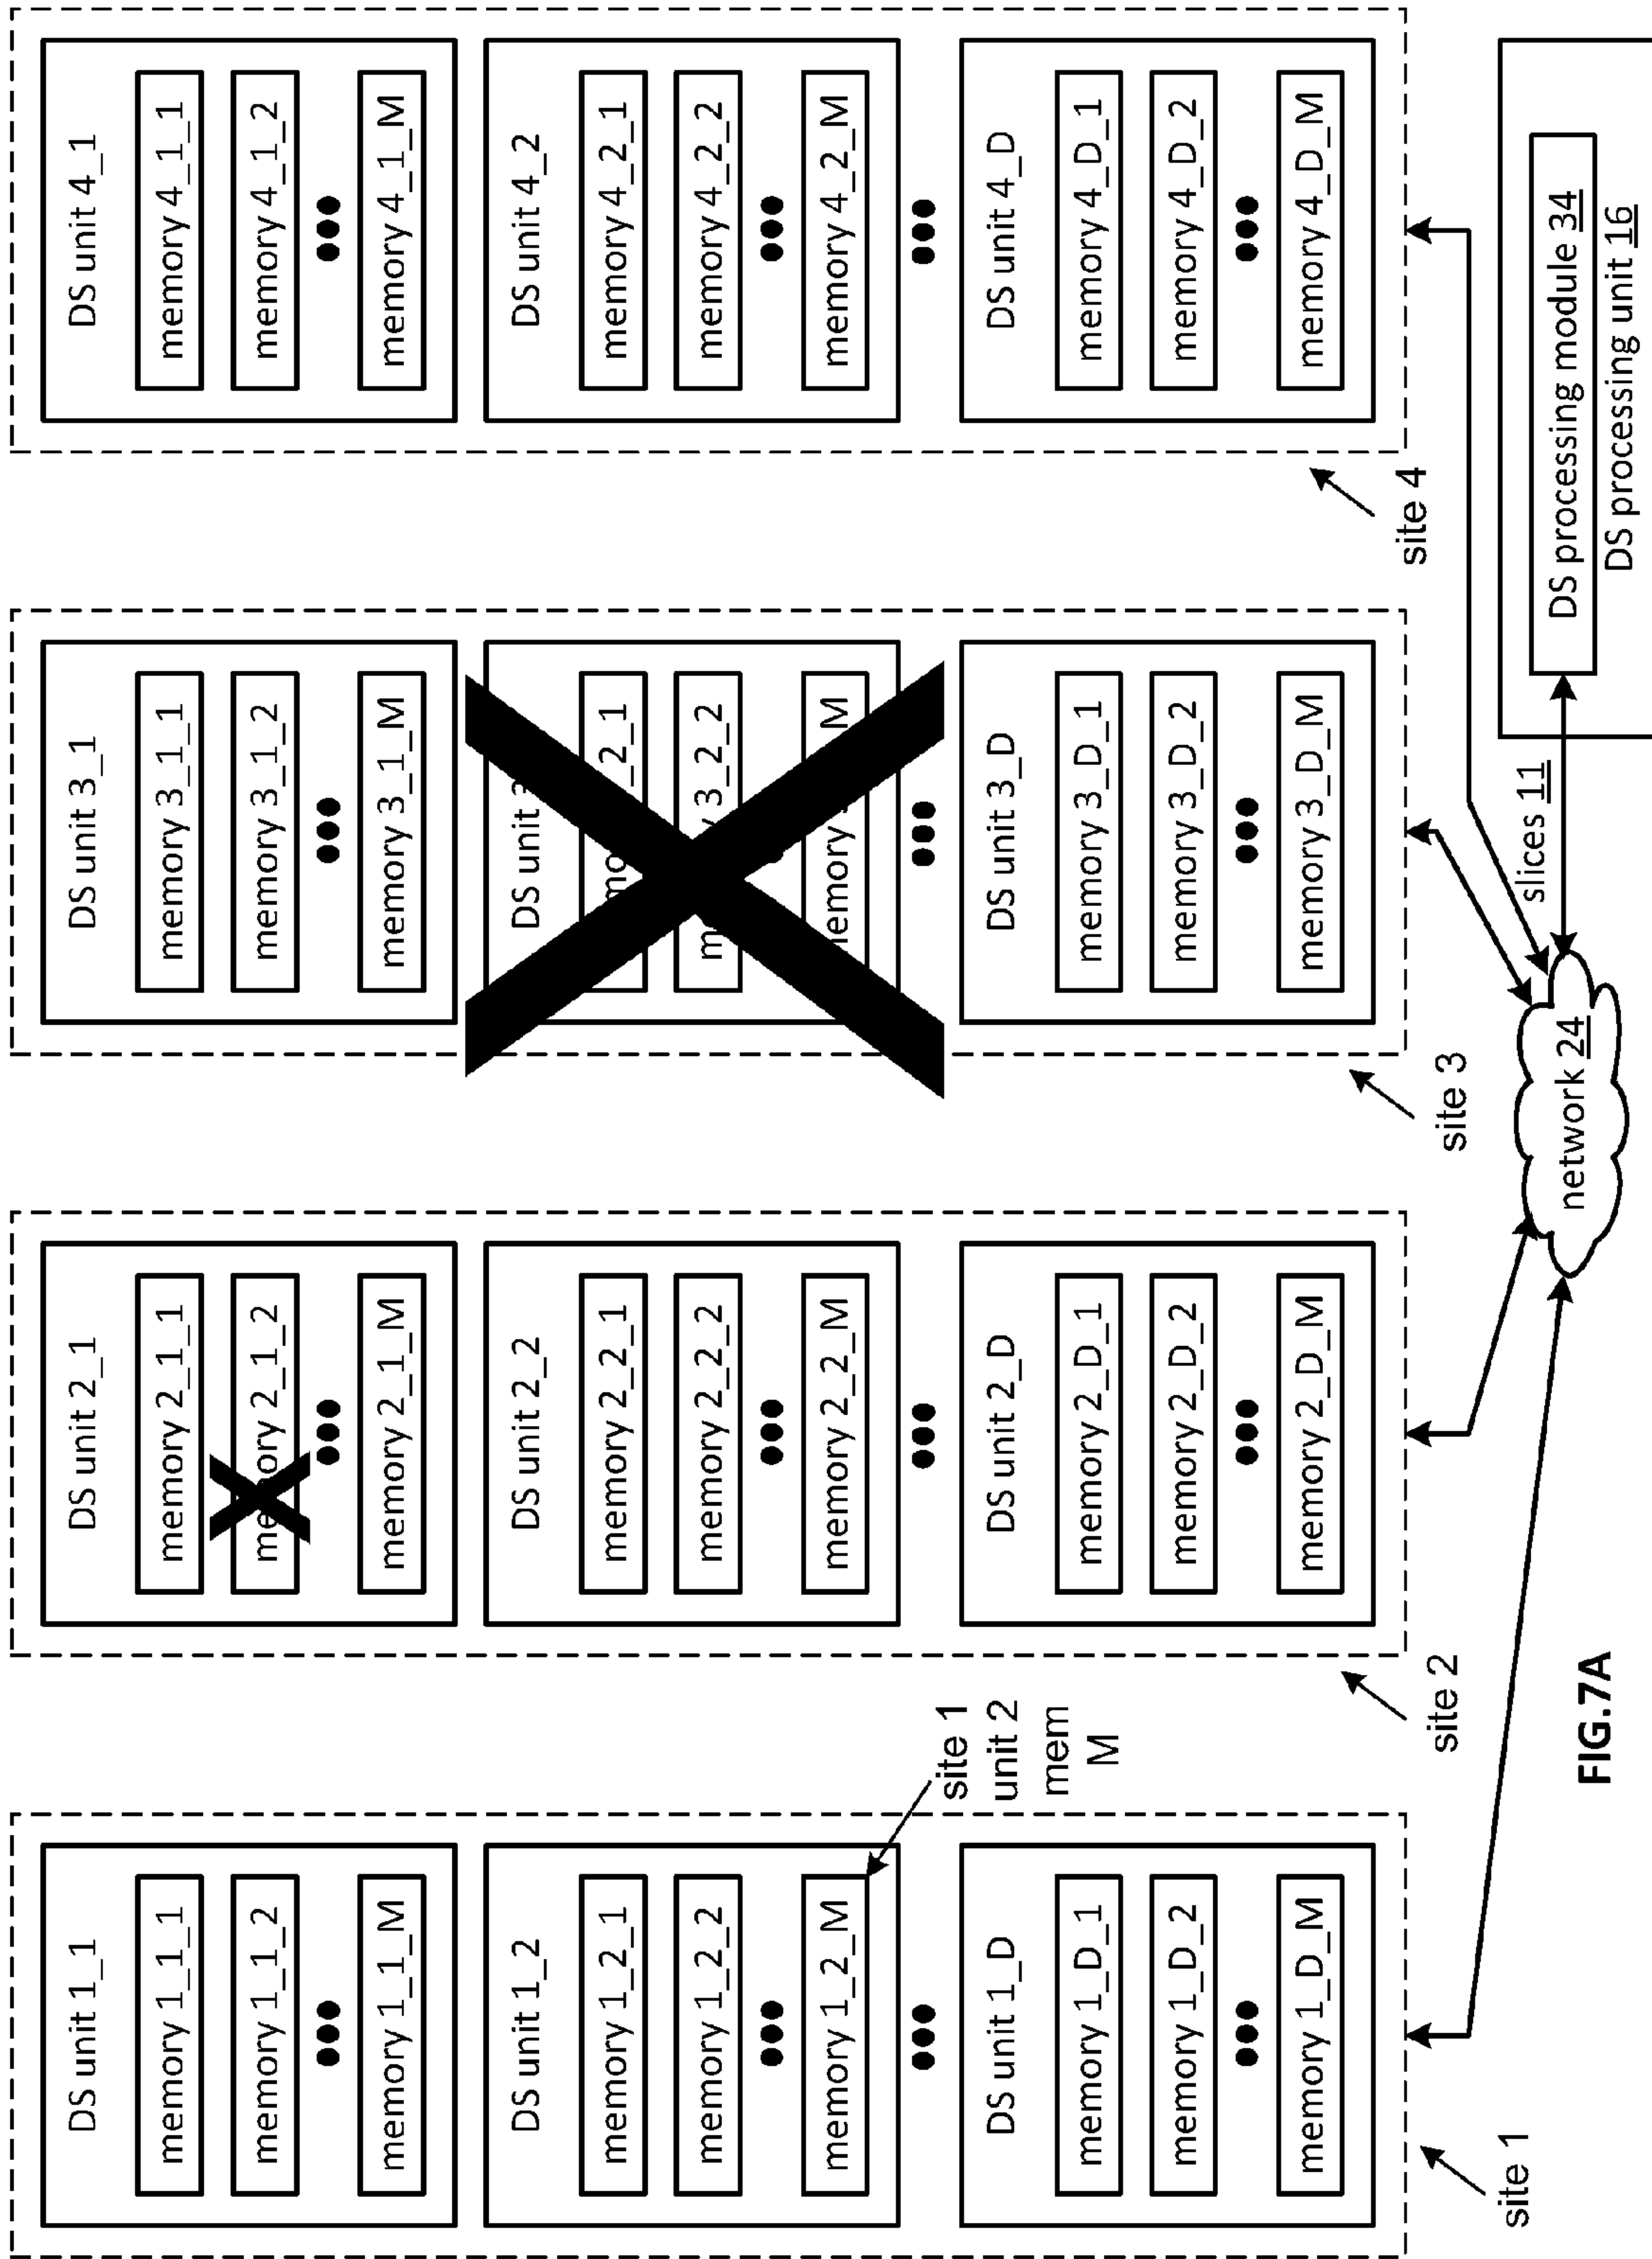 DS unit 1_1
memory 1_1_1
memory 1_1_2
memory 1_1_M
DS unit 1_2
memory 1_2_1
memory 1_2_2
memory 1_2_M
DS unit 1_D
memory 1_D_1
memory 1_D_2
memory 1_D_M
site 1
unit 2
mem
M
site 1
DS unit 2_1
memory 2_1_1
memory 2_1_2
memory 2_1_M
DS unit 2_2
memory 2_2_1
memory 2_2_2
memory 2_2_M
DS unit 2_D
memory 2_D_1
memory 2_D_2
memory 2_D_M
site 2
DS unit 3_1
memory 3_1_1
memory 3_1_2
memory 3_1_M
DS unit
DS unit 3_D
memory 3_D_1
memory 3_D_2
memory 3_D_M
site 3
DS unit 4_1
memory 4_1_1
memory 4_1_2
memory 4_1_M
DS unit 4_2
memory 4_2_1
memory 4_2_2
memory 4_2_M
DS unit 4_D
memory 4_D_1
memory 4_D_2
memory 4_D_M
site 4
network 24
slices 11
DS processing module 34
DS processing unit 16
FIG.7A